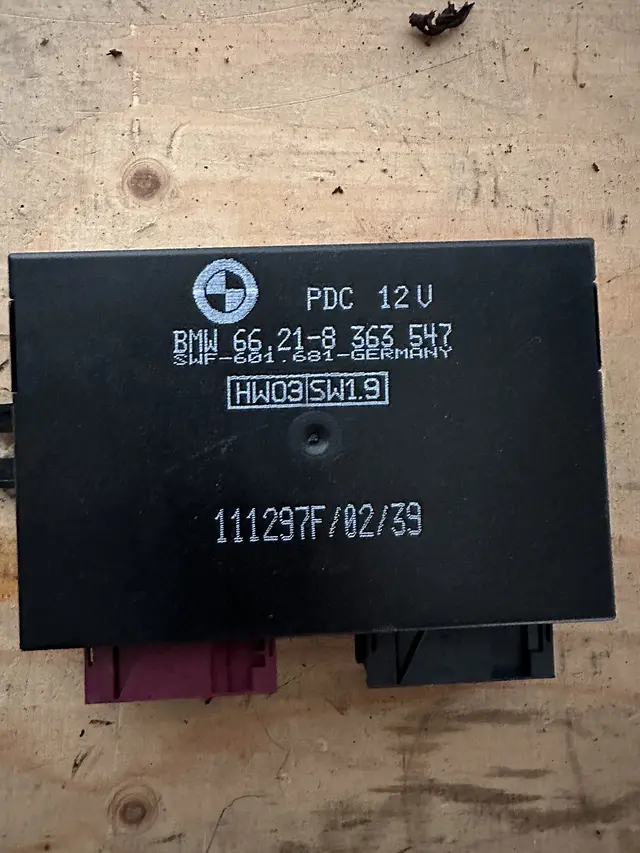 PDC 12V
BMW 66.21-8 363 547
SWF-601.681-GERMANY
HW03 SW1.9
111297F/02/39